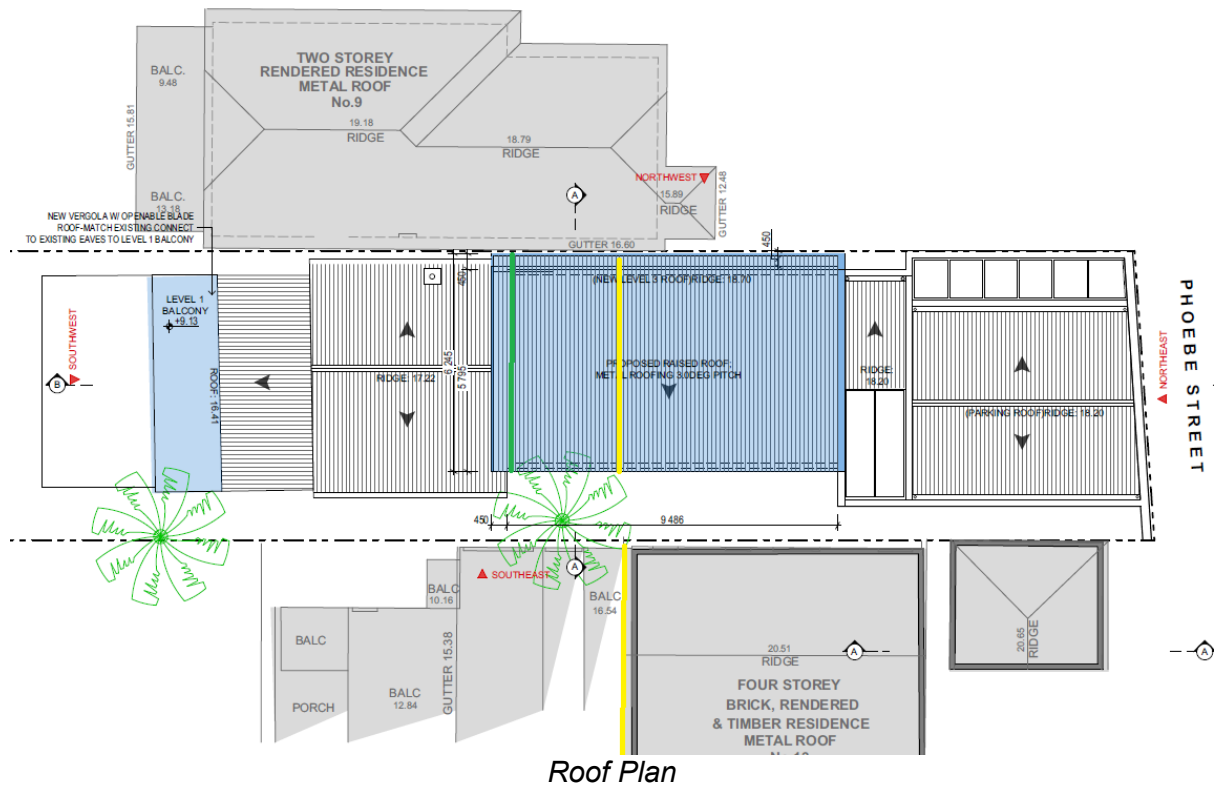 TWO STOREY
RENDERED RESIDENCE
METAL ROOF
No.9
BALC.
9.48
GUTTER 15.81
19.18
RIDGE
18.79
RIDGE
NORTHWEST
15.89
RIDGE
GUTTER 12.48
A
BALC.
13.18
NEW VERGOLA W/ OPENABLE BLADE
ROOF-MATCH EXISTING CONNECT
TO EXISTING EAVES TO LEVEL 1 BALCONY
GUTTER 16.60
450
450
(NEW LEVEL 3 ROOF)RIDGE: 18.70
LEVEL 1
BALCONY
+9.13
SOUTHWEST
B
ROOF: 16.41
RIDGE: 17.22
6 245
5 795
PROPOSED RAISED ROOF;
METAL ROOFING 3.0DEG PITCH
RIDGE:
18.20
(PARKING ROOF)RIDGE: 18.20
NORTHEAST
PHOEBE STREET
450
9 486
SOUTHEAST
A
BALC
10.16
BALC
16.54
BALC
PORCH
BALC
12.84
GUTTER 15.38
20.51
RIDGE
A
20.65
RIDGE
A
FOUR STOREY
BRICK, RENDERED
& TIMBER RESIDENCE
METAL ROOF
Roof Plan